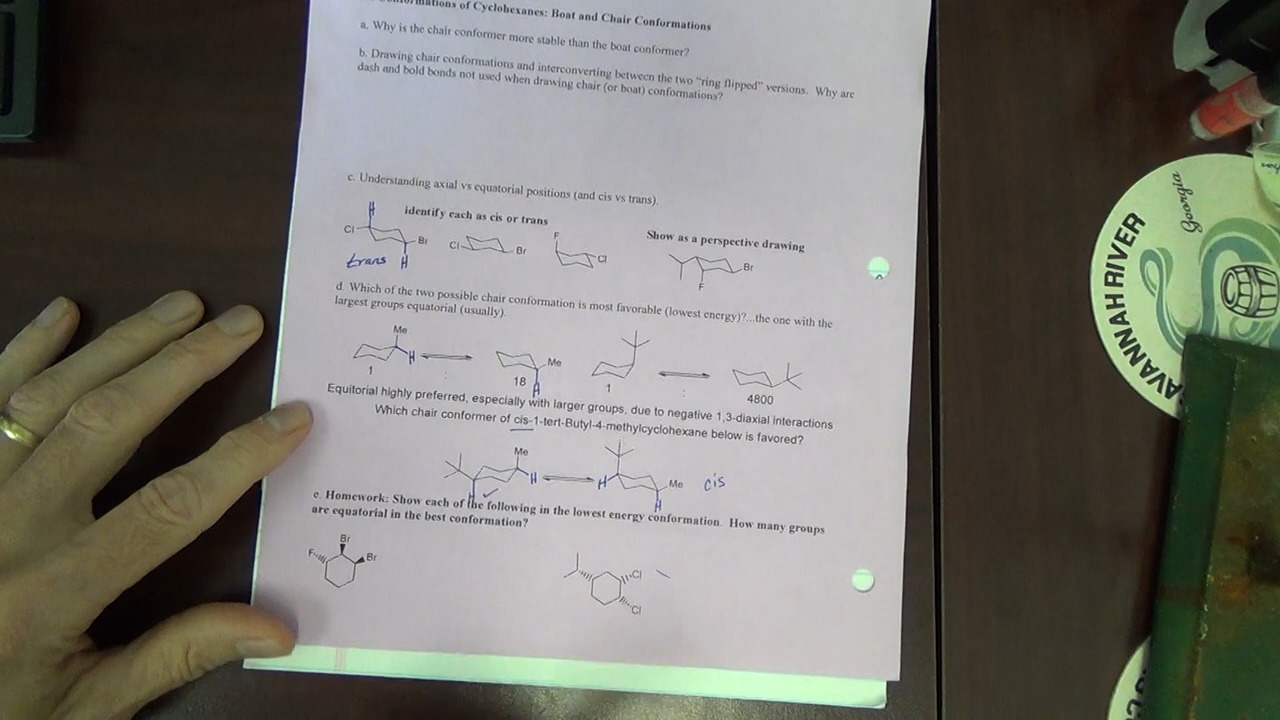 of Cyclohexanes: Boat and Chair Conformations
a. Why is the chair conformer more stable than the boat conformer?
b. Drawing chair conformations and interconverting between the two "ring flipped" versions. Why are
dash and bold bonds not used when drawing chair (or boat) conformations?
c. Understanding axial vs equatorial positions (and cis vs trans).
identify each as cis or trans
Show as a perspective drawing
H
Cl Br Cl Br F Cl Br
trans H F
d. Which of the two possible chair conformation is most favorable (lowest energy)?...the one with the
largest groups equatorial (usually).
Me H Me
1 18 H 1 4800
Equitorial highly preferred, especially with larger groups, due to negative 1,3-diaxial interactions
Which chair conformer of cis-1-tert-Butyl-4-methylcyclohexane below is favored?
Me H H Me cis
H H
e. Homework: Show each of the following in the lowest energy conformation. How many groups
are equatorial in the best conformation?
Br
F Br
Cl
Cl
SAVANNAH RIVER
Georgia